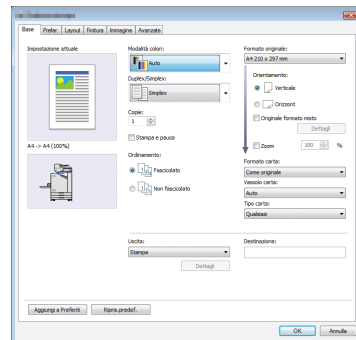 Base Prefer. Layout Finitura Immagine Avanzate
Impostazione attuale:
A4 -> A4 (100%)
Modalità colori:
Auto
Duplex/Simplex:
Simplex
Copie:
1
Stampa e pausa
Ordinamento:
Fascicolato
Non fascicolato
Uscita:
Stampa
Dettagli
Formato originale:
A4 210 x 297 mm
Orientamento:
Verticale
Orizzont
Originale formato misto
Dettagli
Zoom 100 %
Formato carta:
Come originale
Vassoio carta:
Auto
Tipo carta:
Qualsiasi
Destinazione:
Aggiungi a Preferiti Ripris.predef.
OK Annulla